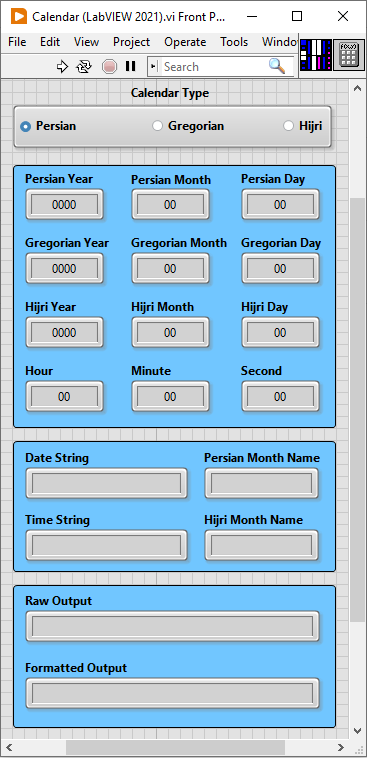 Calendar (LabVIEW 2021).vi Front P...
File Edit View Project Operate Tools Windo
Search
Calendar Type
Persian Gregorian Hijri
Persian Year Persian Month Persian Day
0000 00 00
Gregorian Year Gregorian Month Gregorian Day
0000 00 00
Hijri Year Hijri Month Hijri Day
0000 00 00
Hour Minute Second
00 00 00
Date String Persian Month Name
Time String Hijri Month Name
Raw Output
Formatted Output